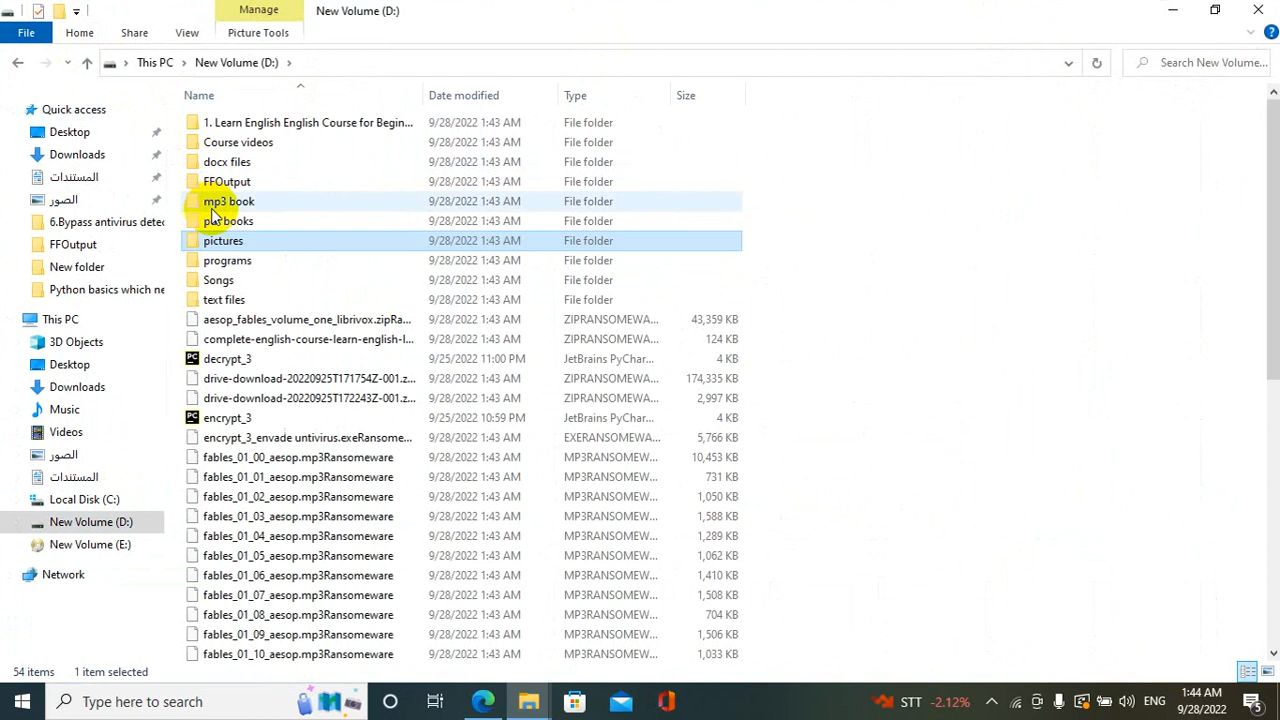 Manage
New Volume (D:)
File
Home
Share
View
Picture Tools
This PC
New Volume (D:)
Search New Volume...
Name
Date modified
Type
Size
Quick access
Desktop
Downloads
المستندات
الصور
6.Bypass antivirus detec
FFOutput
New folder
Python basics which ne
This PC
3D Objects
Desktop
Downloads
Music
Videos
الصور
المستندات
Local Disk (C:)
New Volume (D:)
New Volume (E:)
Network
1. Learn English English Course for Begin... 9/28/2022 1:43 AM File folder
Course videos 9/28/2022 1:43 AM File folder
docx files 9/28/2022 1:43 AM File folder
FFOutput 9/28/2022 1:43 AM File folder
mp3 book 9/28/2022 1:43 AM File folder
books 9/28/2022 1:43 AM File folder
pictures 9/28/2022 1:43 AM File folder
programs 9/28/2022 1:43 AM File folder
Songs 9/28/2022 1:43 AM File folder
text files 9/28/2022 1:43 AM File folder
aesop_fables_volume_one_librivox.zipRa... 9/28/2022 1:43 AM ZIPRANSOMEWA... 43,359 KB
complete-english-course-learn-english-l... 9/28/2022 1:43 AM ZIPRANSOMEWA... 124 KB
decrypt_3 9/25/2022 11:00 PM JetBrains PyChar... 4 KB
drive-download-20220925T171754Z-001.z... 9/28/2022 1:43 AM ZIPRANSOMEWA... 174,335 KB
drive-download-20220925T172243Z-001.z... 9/28/2022 1:43 AM ZIPRANSOMEWA... 2,997 KB
encrypt_3 9/25/2022 10:59 PM JetBrains PyChar... 4 KB
encrypt_3_envade untivirus.exeRansome... 9/28/2022 1:43 AM EXERANSOMEWA... 5,766 KB
fables_01_00_aesop.mp3Ransomeware 9/28/2022 1:43 AM MP3RANSOMEW... 10,453 KB
fables_01_01_aesop.mp3Ransomeware 9/28/2022 1:43 AM MP3RANSOMEW... 731 KB
fables_01_02_aesop.mp3Ransomeware 9/28/2022 1:43 AM MP3RANSOMEW... 1,050 KB
fables_01_03_aesop.mp3Ransomeware 9/28/2022 1:43 AM MP3RANSOMEW... 1,588 KB
fables_01_04_aesop.mp3Ransomeware 9/28/2022 1:43 AM MP3RANSOMEW... 1,289 KB
fables_01_05_aesop.mp3Ransomeware 9/28/2022 1:43 AM MP3RANSOMEW... 1,062 KB
fables_01_06_aesop.mp3Ransomeware 9/28/2022 1:43 AM MP3RANSOMEW... 1,410 KB
fables_01_07_aesop.mp3Ransomeware 9/28/2022 1:43 AM MP3RANSOMEW... 1,508 KB
fables_01_08_aesop.mp3Ransomeware 9/28/2022 1:43 AM MP3RANSOMEW... 704 KB
fables_01_09_aesop.mp3Ransomeware 9/28/2022 1:43 AM MP3RANSOMEW... 1,506 KB
fables_01_10_aesop.mp3Ransomeware 9/28/2022 1:43 AM MP3RANSOMEW... 1,033 KB
54 items 1 item selected
Type here to search
STT -2.12%
ENG
1:44 AM
9/28/2022
5